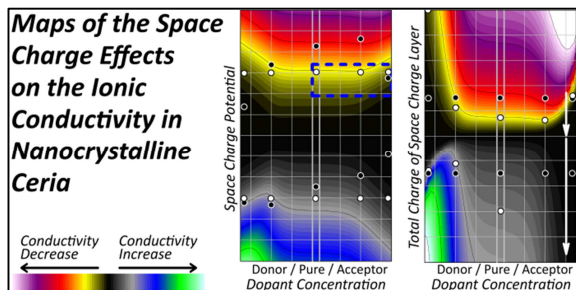 Maps of the Space
Charge Effects
on the Ionic
Conductivity in
Nanocrystalline
Ceria
Conductivity
Decrease
Conductivity
Increase
Space Charge Potential
Donor / Pure / Acceptor
Dopant Concentration
Total Charge of Space Charge Layer
Donor / Pure / Acceptor
Dopant Concentration